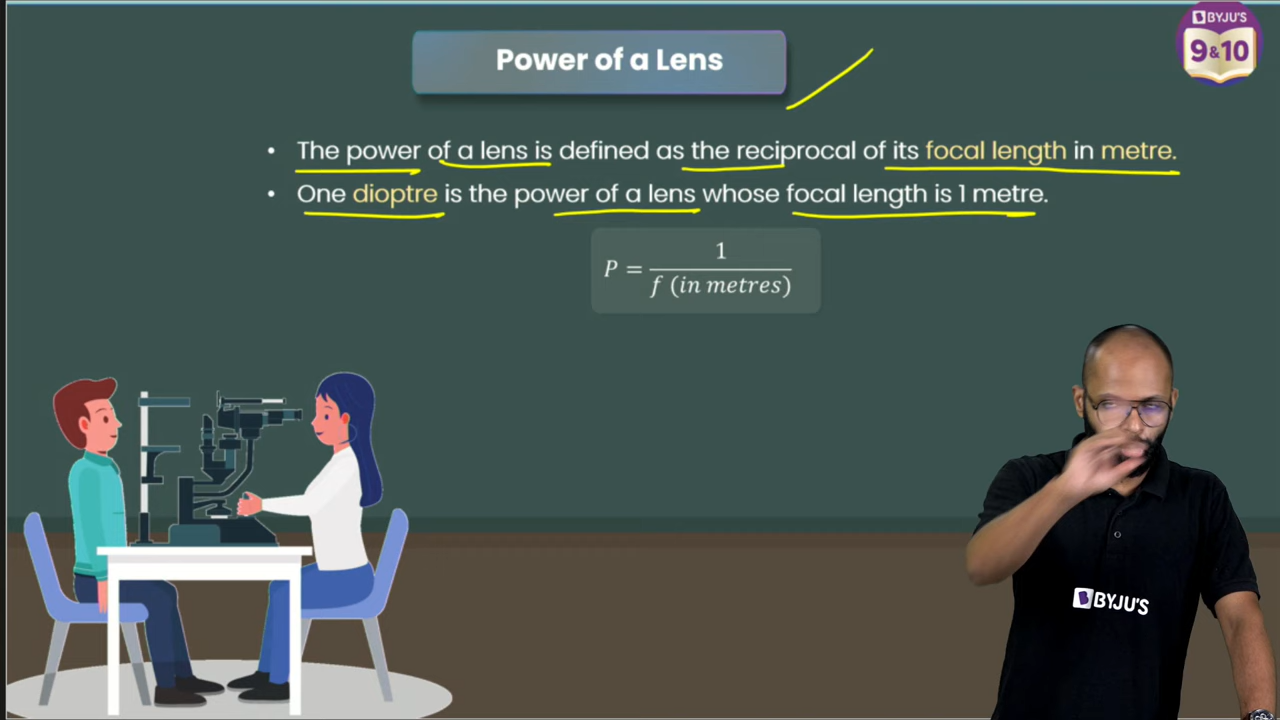 BYJU'S
9&10
Power of a Lens
• The power of a lens is defined as the reciprocal of its focal length in metre.
• One dioptre is the power of a lens whose focal length is 1 metre.
P = 1 / f (in metres)
BYJU'S